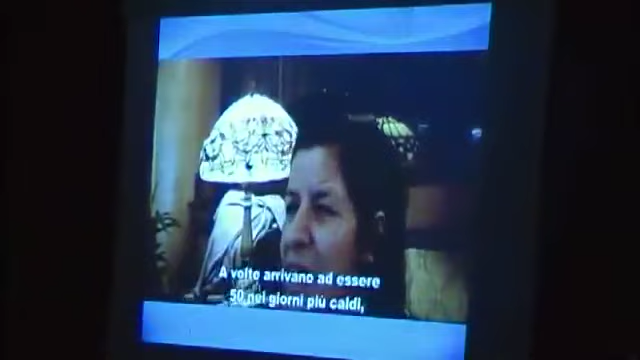 A volte arrivano ad essere
50 nei giorni più caldi,